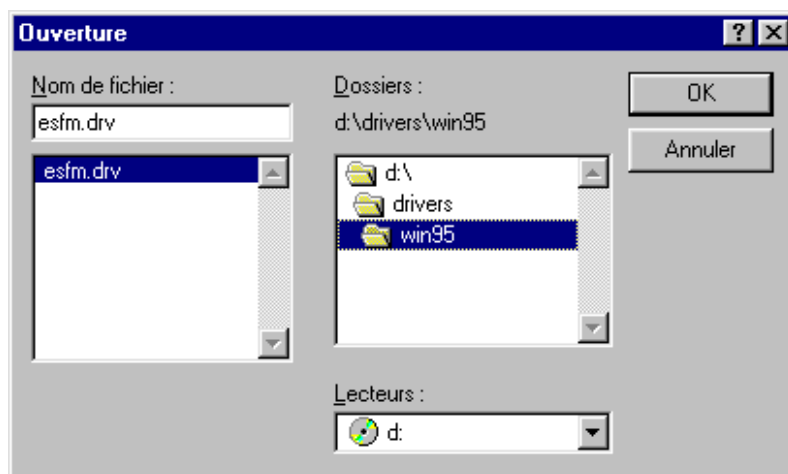 Ouverture
Nom de fichier :
esfm.drv
esfm.drv
Dossiers :
d:\drivers\win95
d:\
drivers
win95
Lecteurs :
d:
OK
Annuler